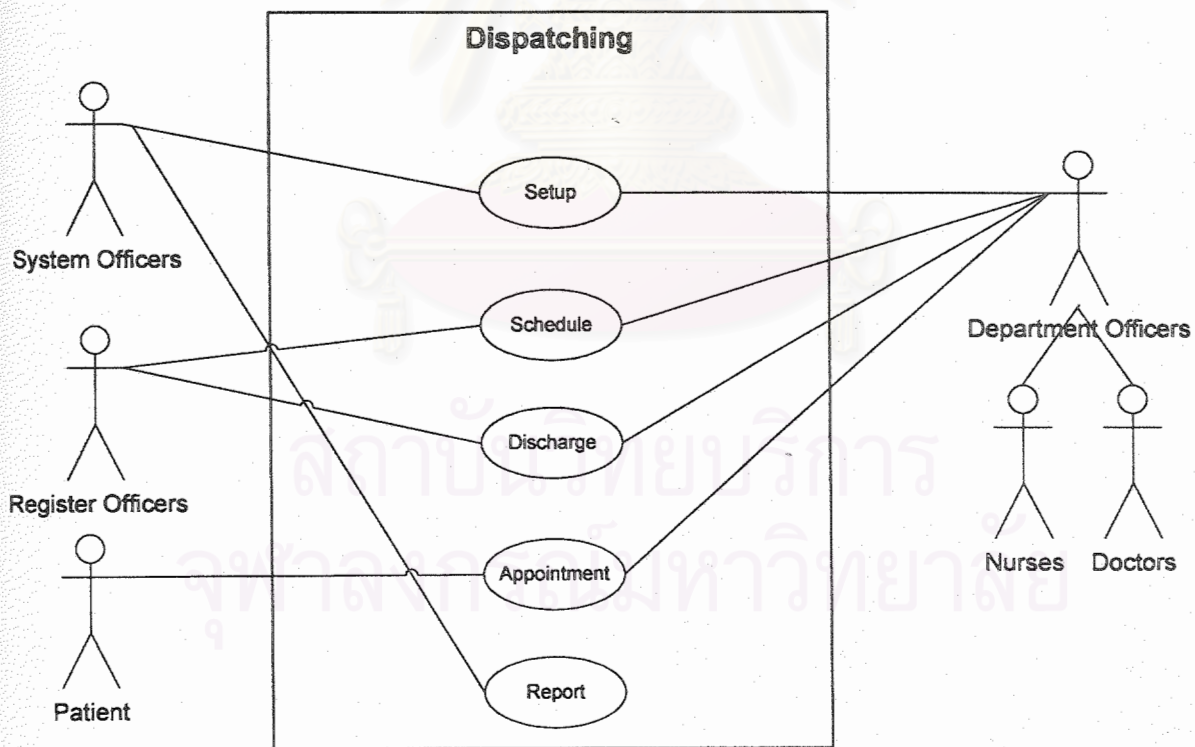 Dispatching
System Officers
Setup
Department Officers
Schedule
Register Officers
Discharge
Nurses
Doctors
Patient
Appointment
Report
สถาบันวิทยบริการ
จุฬาลงกรณ์มหาวิทยาลัย